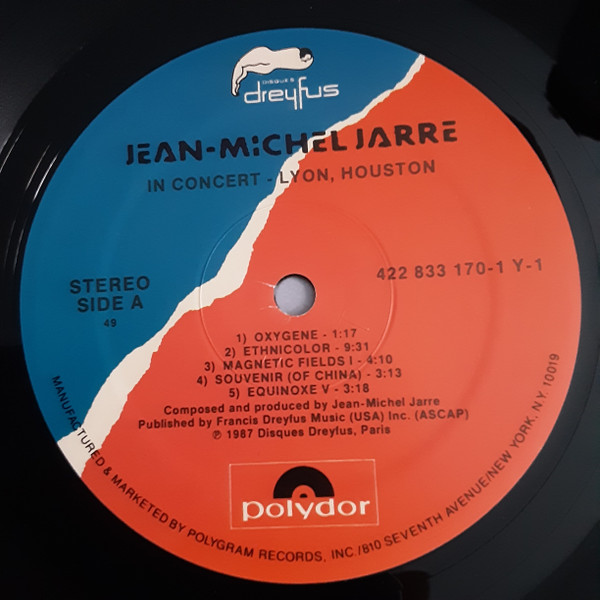 DISQUES
dreyfus
JEAN-MiCHEL JARRE
IN CONCERT - LYON, HOUSTON
STEREO
SIDE A
49
422 833 170-1 Y-1
1) OXYGENE - 1:17
2) ETHNICOLOR - 9:31
3) MAGNETIC FIELDS I - 4:10
4) SOUVENIR (OF CHINA) - 3:13
5) EQUINOXE V - 3:18
Composed and produced by Jean-Michel Jarre
Published by Francis Dreyfus Music (USA) Inc. (ASCAP)
℗ 1987 Disques Dreyfus, Paris
polydor
MANUFACTURED & MARKETED BY POLYGRAM RECORDS, INC./810 SEVENTH AVENUE/NEW YORK, N.Y. 10019